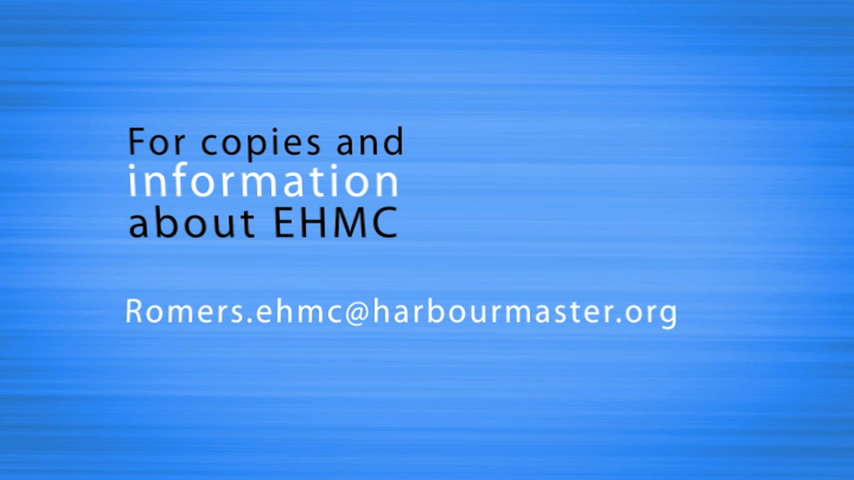 For copies and
information
about EHMC
Romers.ehmc@harbourmaster.org